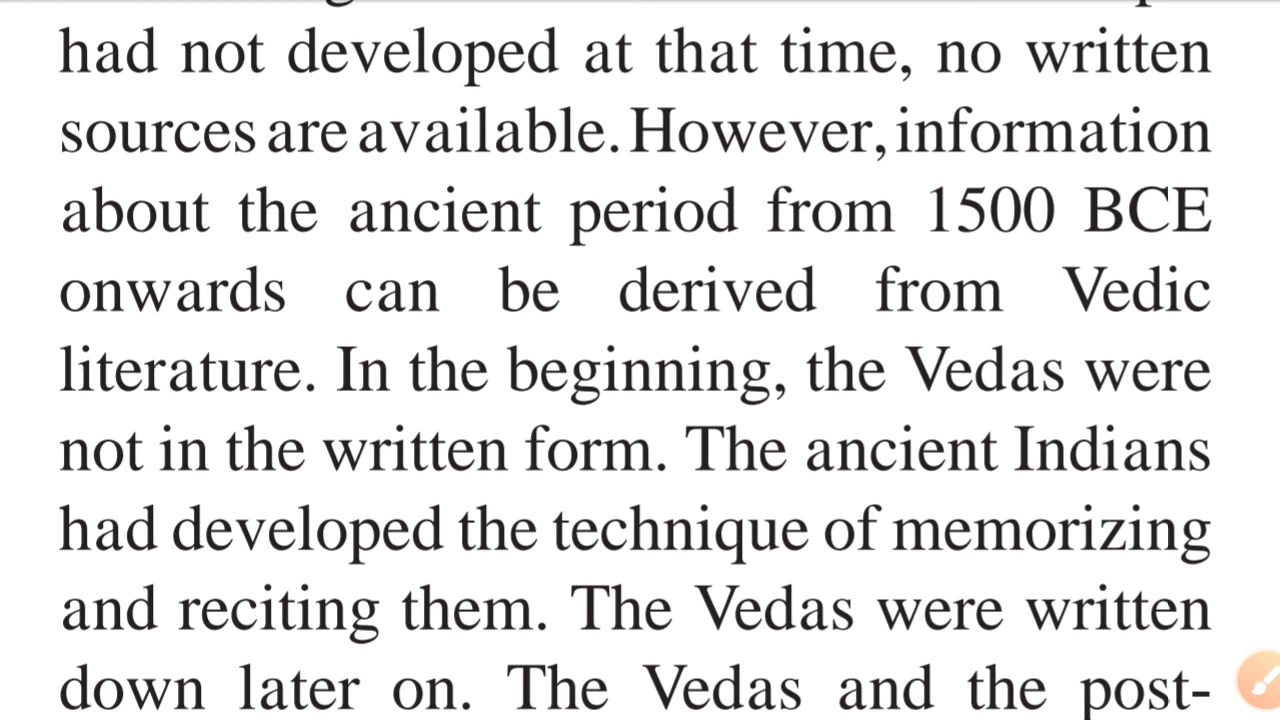 had not developed at that time, no written
sources are available. However, information
about the ancient period from 1500 BCE
onwards can be derived from Vedic
literature. In the beginning, the Vedas were
not in the written form. The ancient Indians
had developed the technique of memorizing
and reciting them. The Vedas were written
down later on. The Vedas and the post-